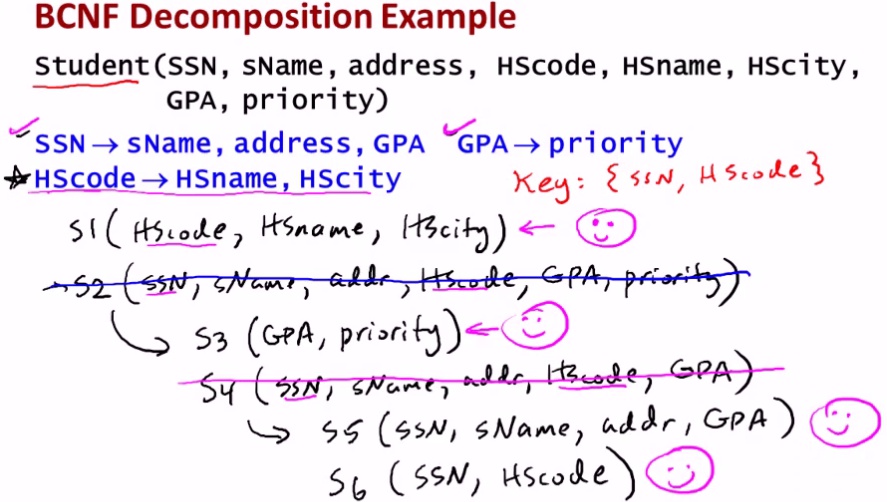 BCNF Decomposition Example
Student(SSN, sName, address, HScode, HSname, HScity,
GPA, priority)
SSN → sName, address, GPA GPA → priority
HScode → HSname, HScity Key: {SSN, HScode}
S1(HScode, HSname, HScity) ←
S2 (SSN, sName, addr, HScode, GPA, priority)
S3 (GPA, priority) ←
S4 (SSN, sName, addr, HScode, GPA)
S5 (SSN, sName, addr, GPA)
S6 (SSN, HScode)